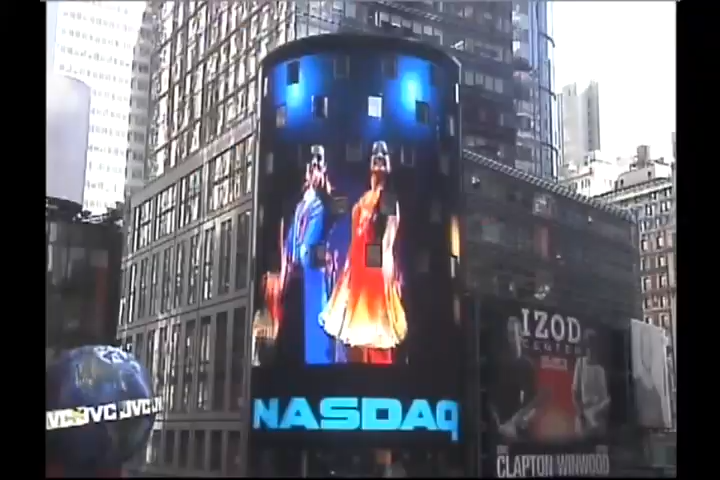 IZOD
CENTER
NASDAQ
JVC JVC JVC
CLAPTON WINWOOD